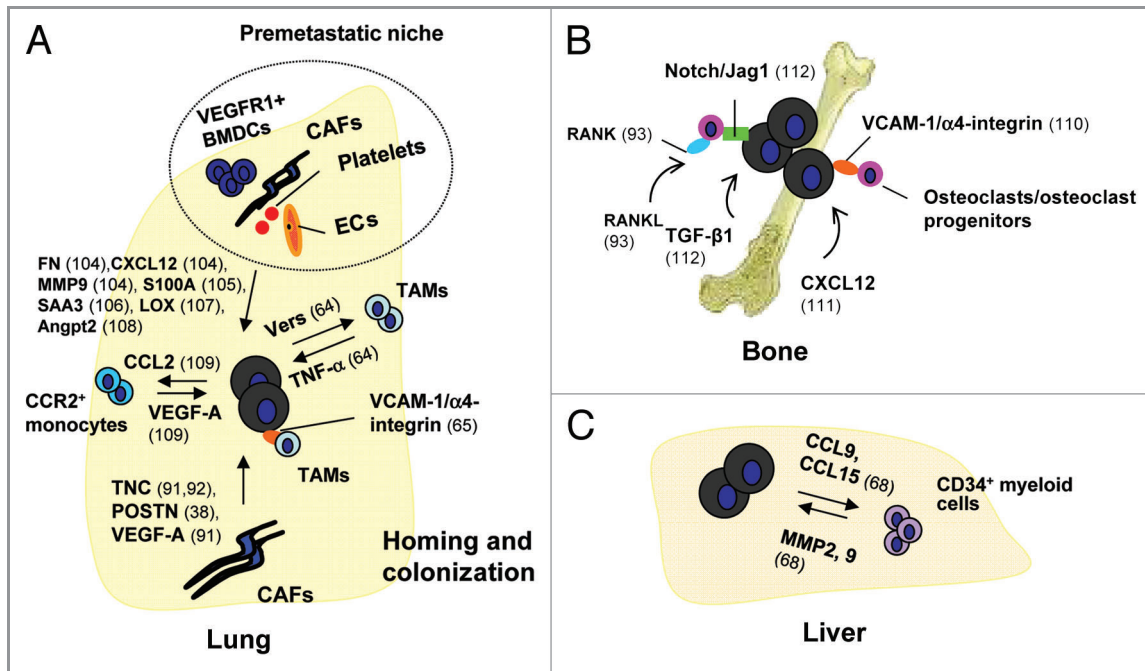 A
Premetastatic niche
VEGFR1+
BMDCs
CAFs
Platelets
ECs
FN (104),CXCL12 (104),
MMP9 (104), S100A (105),
SAA3 (106), LOX (107),
Angpt2 (108)
TAMs
Vers (64)
TNF-α (64)
CCL2 (109)
VEGF-A
(109)
CCR2+
monocytes
VCAM-1/α4-
integrin (65)
TAMs
TNC (91,92),
POSTN (38),
VEGF-A (91)
CAFs
Homing and
colonization
Lung
B
Notch/Jag1 (112)
RANK (93)
VCAM-1/α4-integrin (110)
Osteoclasts/osteoclast
progenitors
RANKL
(93)
TGF-β1
(112)
CXCL12
(111)
Bone
C
CCL9,
CCL15 (68)
CD34+ myeloid
cells
MMP2, 9
(68)
Liver